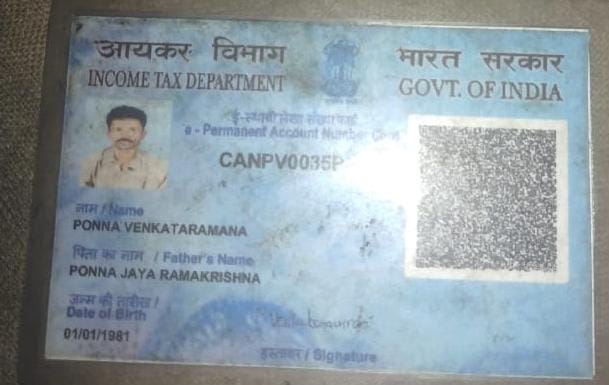 आयकर विभाग
INCOME TAX DEPARTMENT
भारत सरकार
GOVT. OF INDIA
ई-स्थायी लेखा संख्या कार्ड
e - Permanent Account Number Card
CANPV0035P
नाम / Name
PONNA VENKATARAMANA
पिता का नाम / Father's Name
PONNA JAYA RAMAKRISHNA
जन्म की तारीख /
Date of Birth
01/01/1981
हस्ताक्षर / Signature